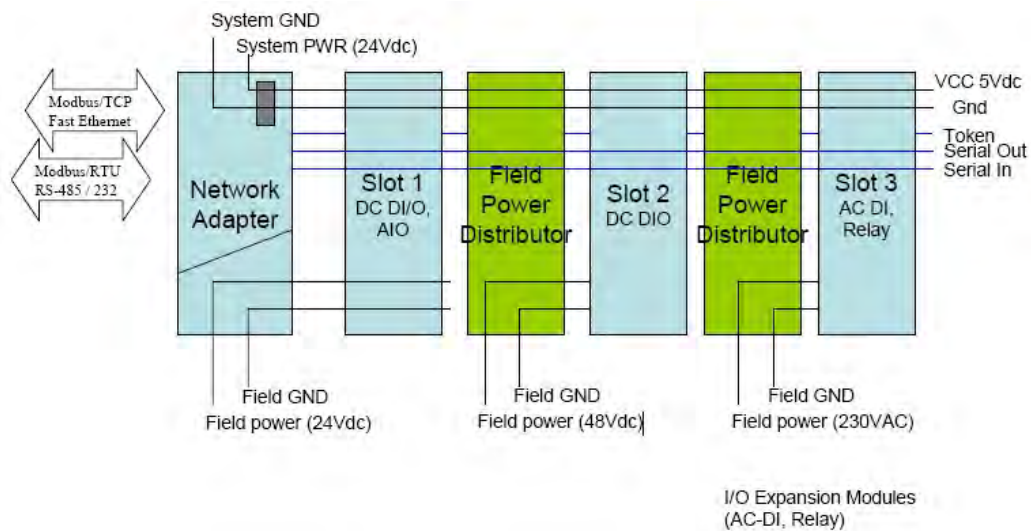 System GND
System PWR (24Vdc)
VCC 5Vdc
Gnd
Token
Serial Out
Serial In
Modbus/TCP
Fast Ethernet
Modbus/RTU
RS-485 / 232
Network
Adapter
Slot 1
DC DI/O,
AIO
Field
Power
Distributor
Slot 2
DC DIO
Field
Power
Distributor
Slot 3
AC DI,
Relay
Field GND
Field power (24Vdc)
Field GND
Field power (48Vdc)
Field GND
Field power (230VAC)
I/O Expansion Modules
(AC-DI, Relay)